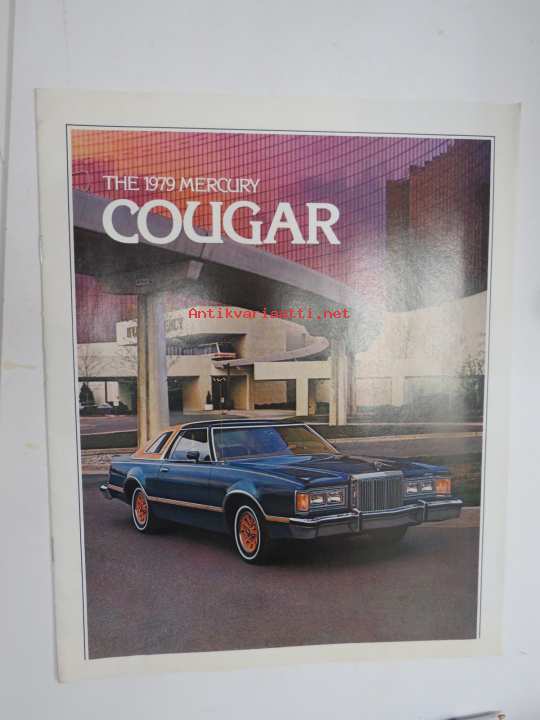 THE 1979 MERCURY
COUGAR
Antikvariaatti.net